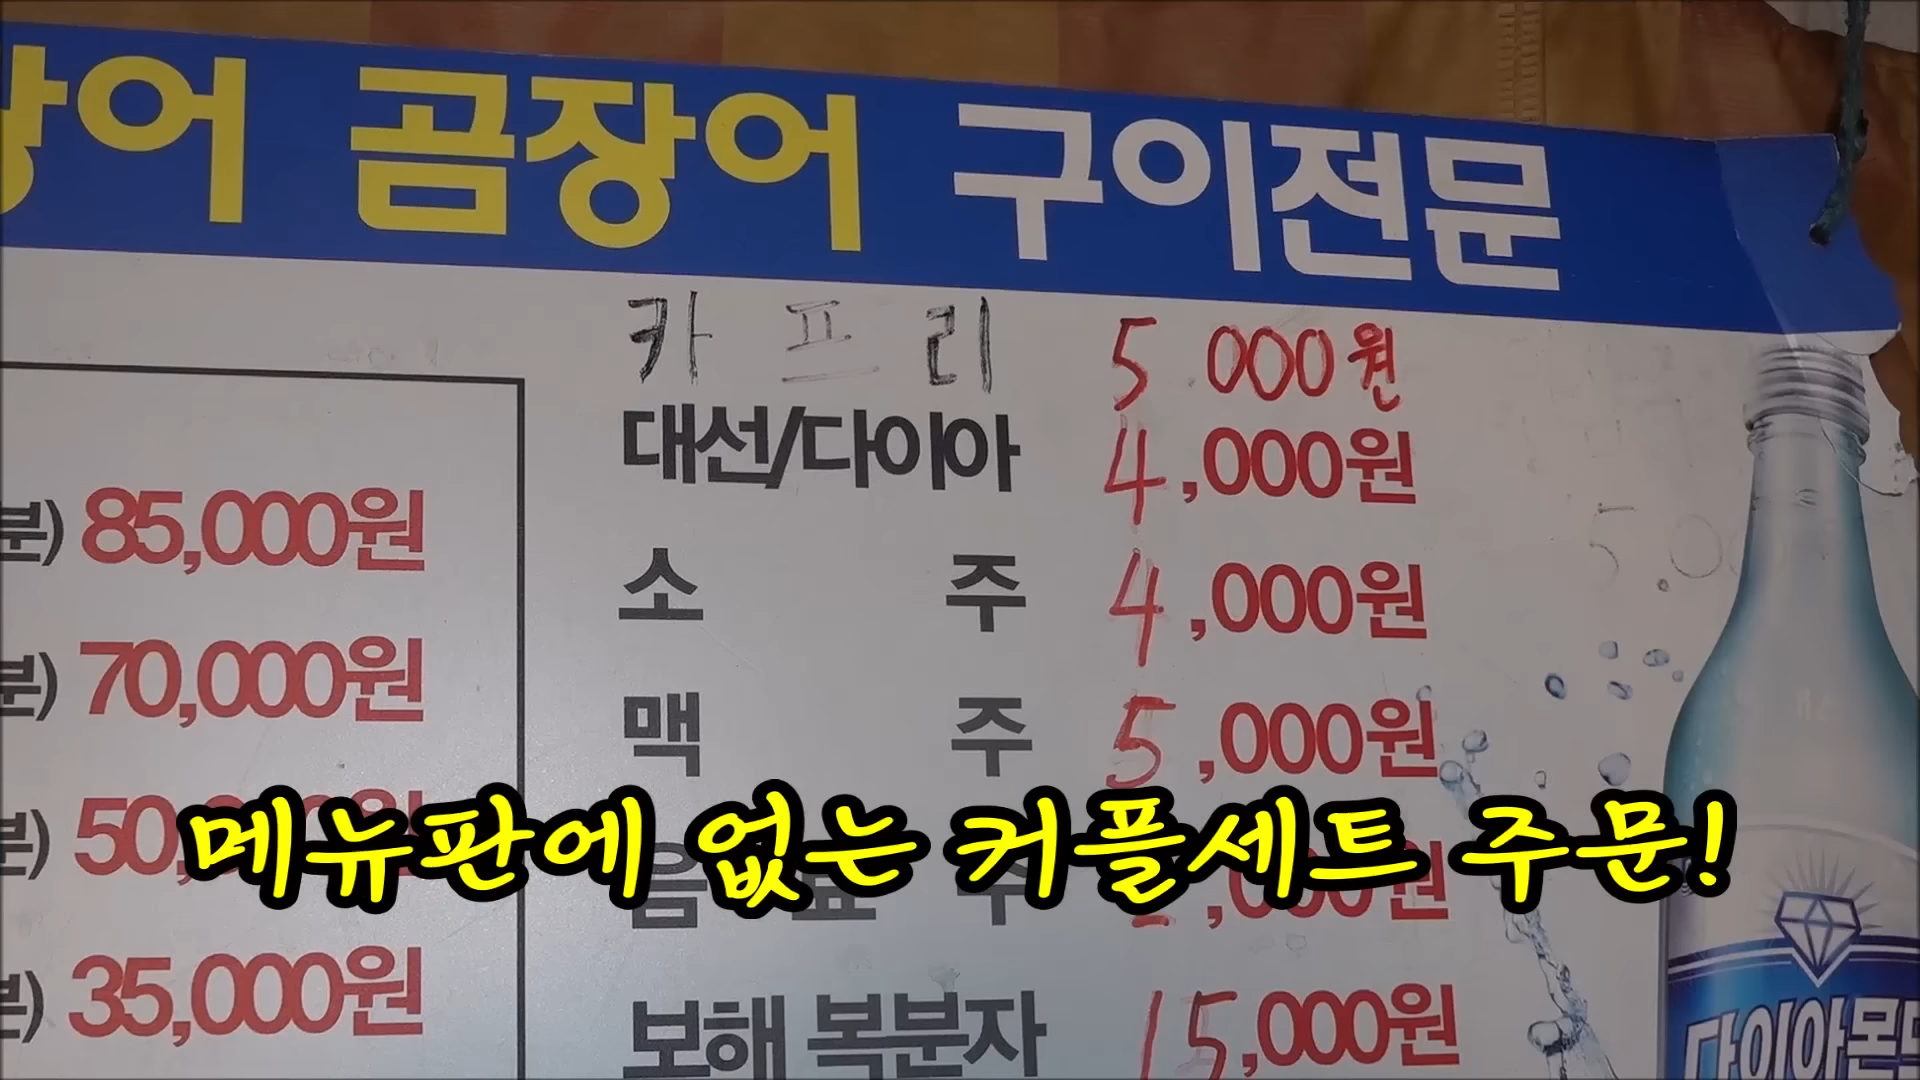 장어 곰장어 구이전문
카프리 5,000원
대선/다이아 4,000원
소주 4,000원
맥주 5,000원
보해 복분자 15,000원
분) 85,000원
분) 70,000원
분)
분) 35,000원
메뉴판에 없는 커플세트 주문!